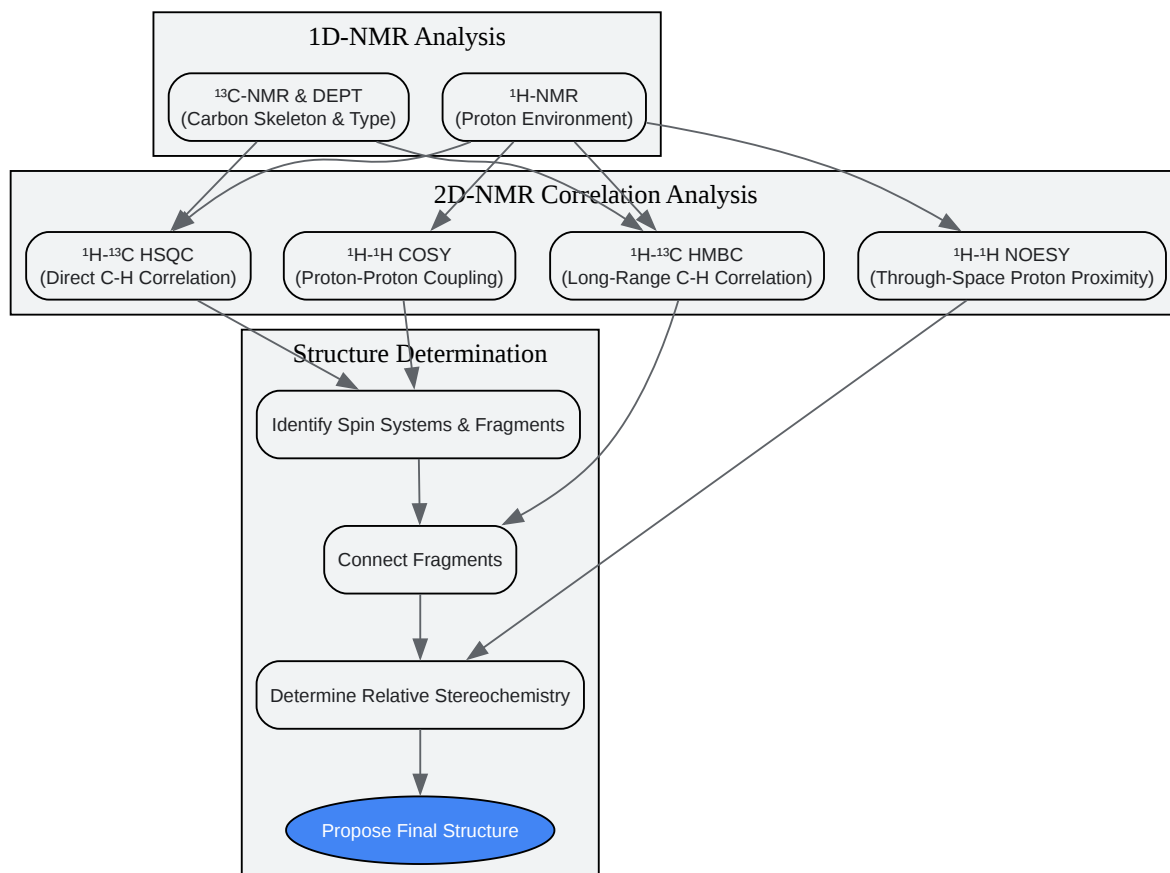 1D-NMR Analysis
¹³C-NMR & DEPT
(Carbon Skeleton & Type)
¹H-NMR
(Proton Environment)
2D-NMR Correlation Analysis
¹H-¹³C HSQC
(Direct C-H Correlation)
¹H-¹H COSY
(Proton-Proton Coupling)
¹H-¹³C HMBC
(Long-Range C-H Correlation)
¹H-¹H NOESY
(Through-Space Proton Proximity)
Structure Determination
Identify Spin Systems & Fragments
Connect Fragments
Determine Relative Stereochemistry
Propose Final Structure